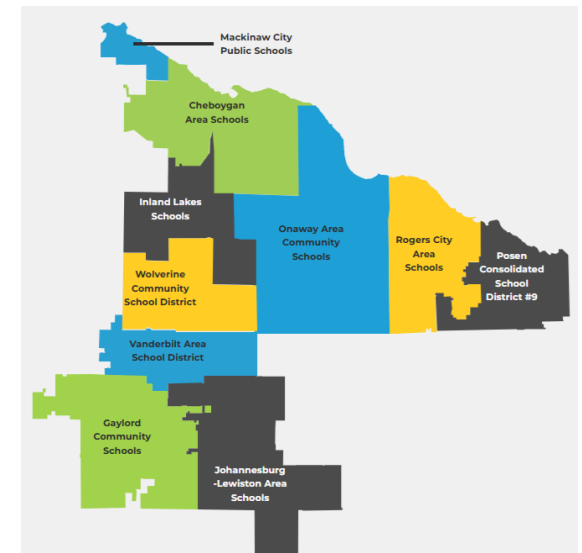 Mackinaw City
Public Schools
Cheboygan
Area Schools
Inland Lakes
Schools
Onaway Area
Community
Schools
Rogers City
Area
Schools
Posen
Consolidated
School
District #9
Wolverine
Community
School District
Vanderbilt Area
School District
Gaylord
Community
Schools
Johannesburg
-Lewiston Area
Schools